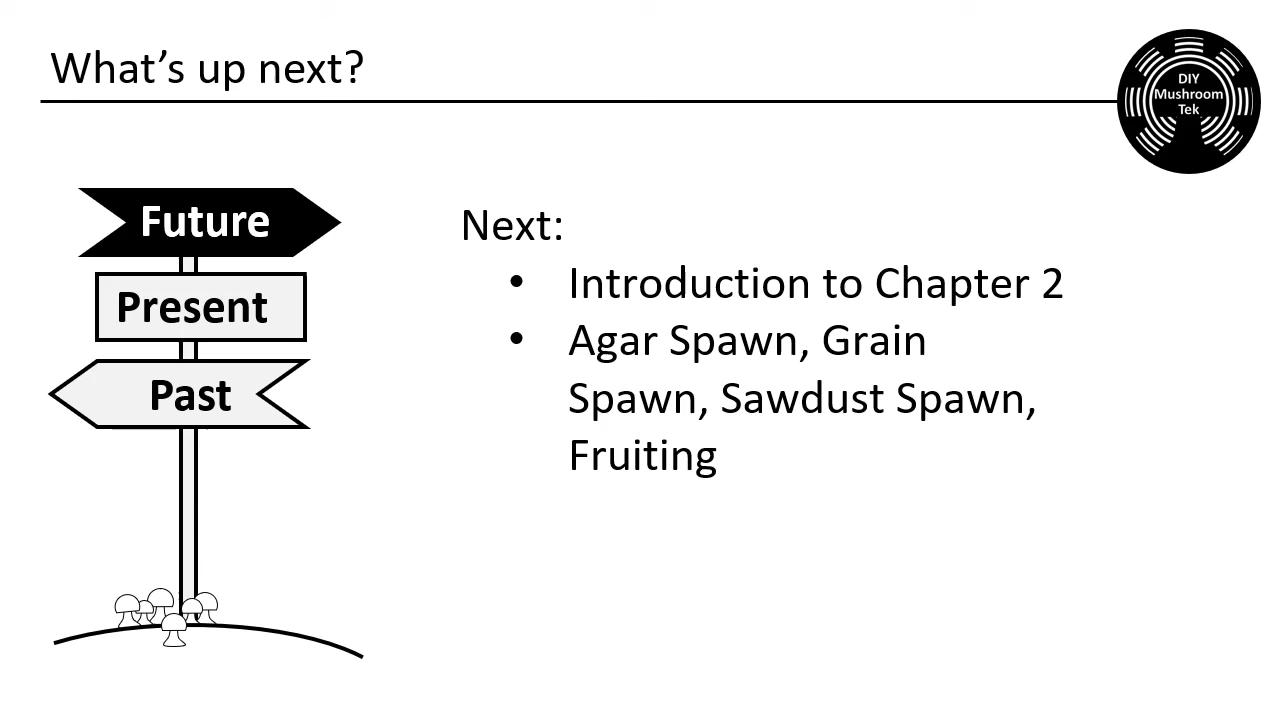 What's up next?
DIY
Mushroom
Tek
Future
Present
Past
Next:
• Introduction to Chapter 2
• Agar Spawn, Grain
Spawn, Sawdust Spawn,
Fruiting